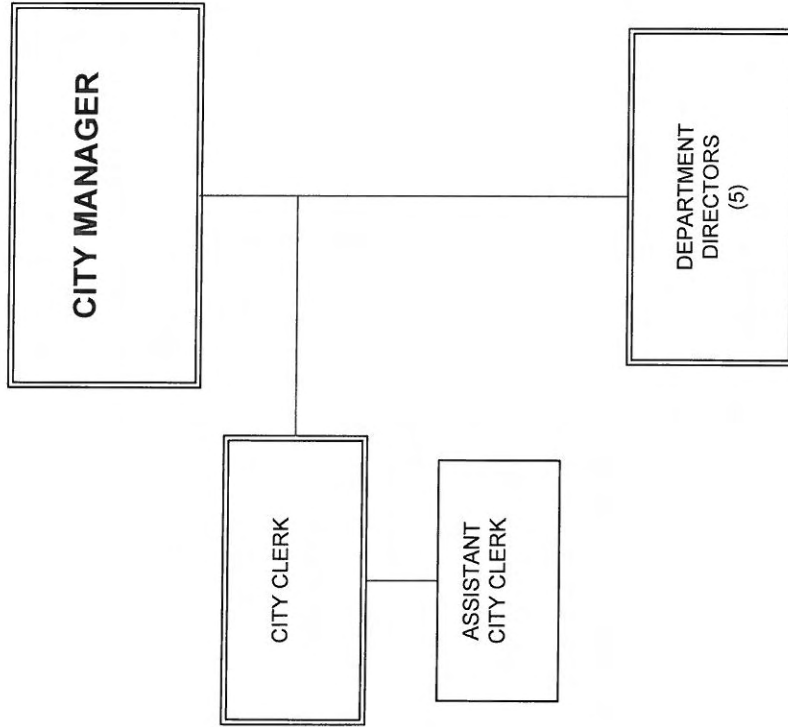 CITY MANAGER
CITY CLERK
ASSISTANT
CITY CLERK
DEPARTMENT
DIRECTORS
(5)